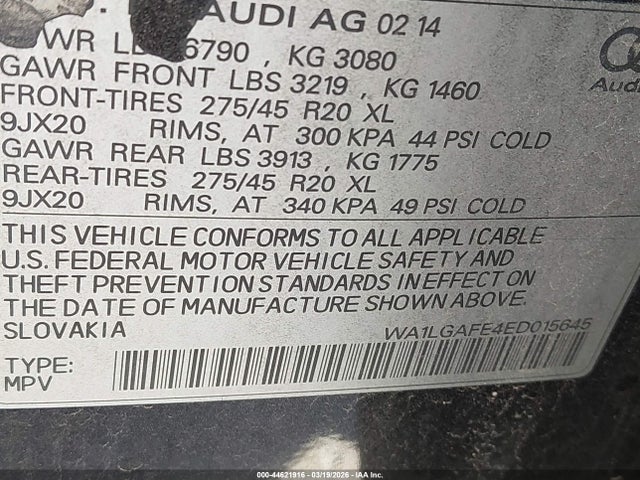 AUDI AG 02 14
6790 , KG 3080
GAWR FRONT LBS 3219 , KG 1460
FRONT-TIRES 275/45 R20 XL
9JX20 RIMS, AT 300 KPA 44 PSI COLD
GAWR REAR LBS 3913 , KG 1775
REAR-TIRES 275/45 R20 XL
9JX20 RIMS, AT 340 KPA 49 PSI COLD
Audi
THIS VEHICLE CONFORMS TO ALL APPLICABLE
U.S. FEDERAL MOTOR VEHICLE SAFETY AND
THEFT PREVENTION STANDARDS IN EFFECT ON
THE DATE OF MANUFACTURE SHOWN ABOVE.
SLOVAKIA WA1LGAFE4ED015645
TYPE:
MPV
000-44621916 | 03/19/2026 - IAA Inc.